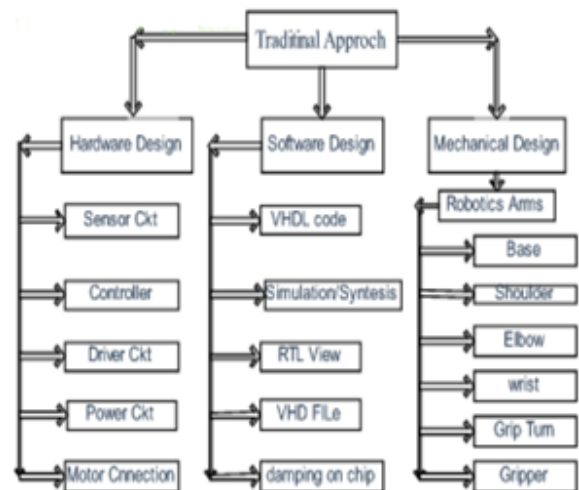 Traditinal Approch
Hardware Design
Sensor Ckt
Controller
Driver Ckt
Power Ckt
Motor Cnnection
Software Design
VHDL code
Simulation/Syntesis
RTL View
VHD FILe
damping on chip
Mechanical Design
Robotics Arms
Base
Shoulder
Elbow
wrist
Grip Turn
Gripper